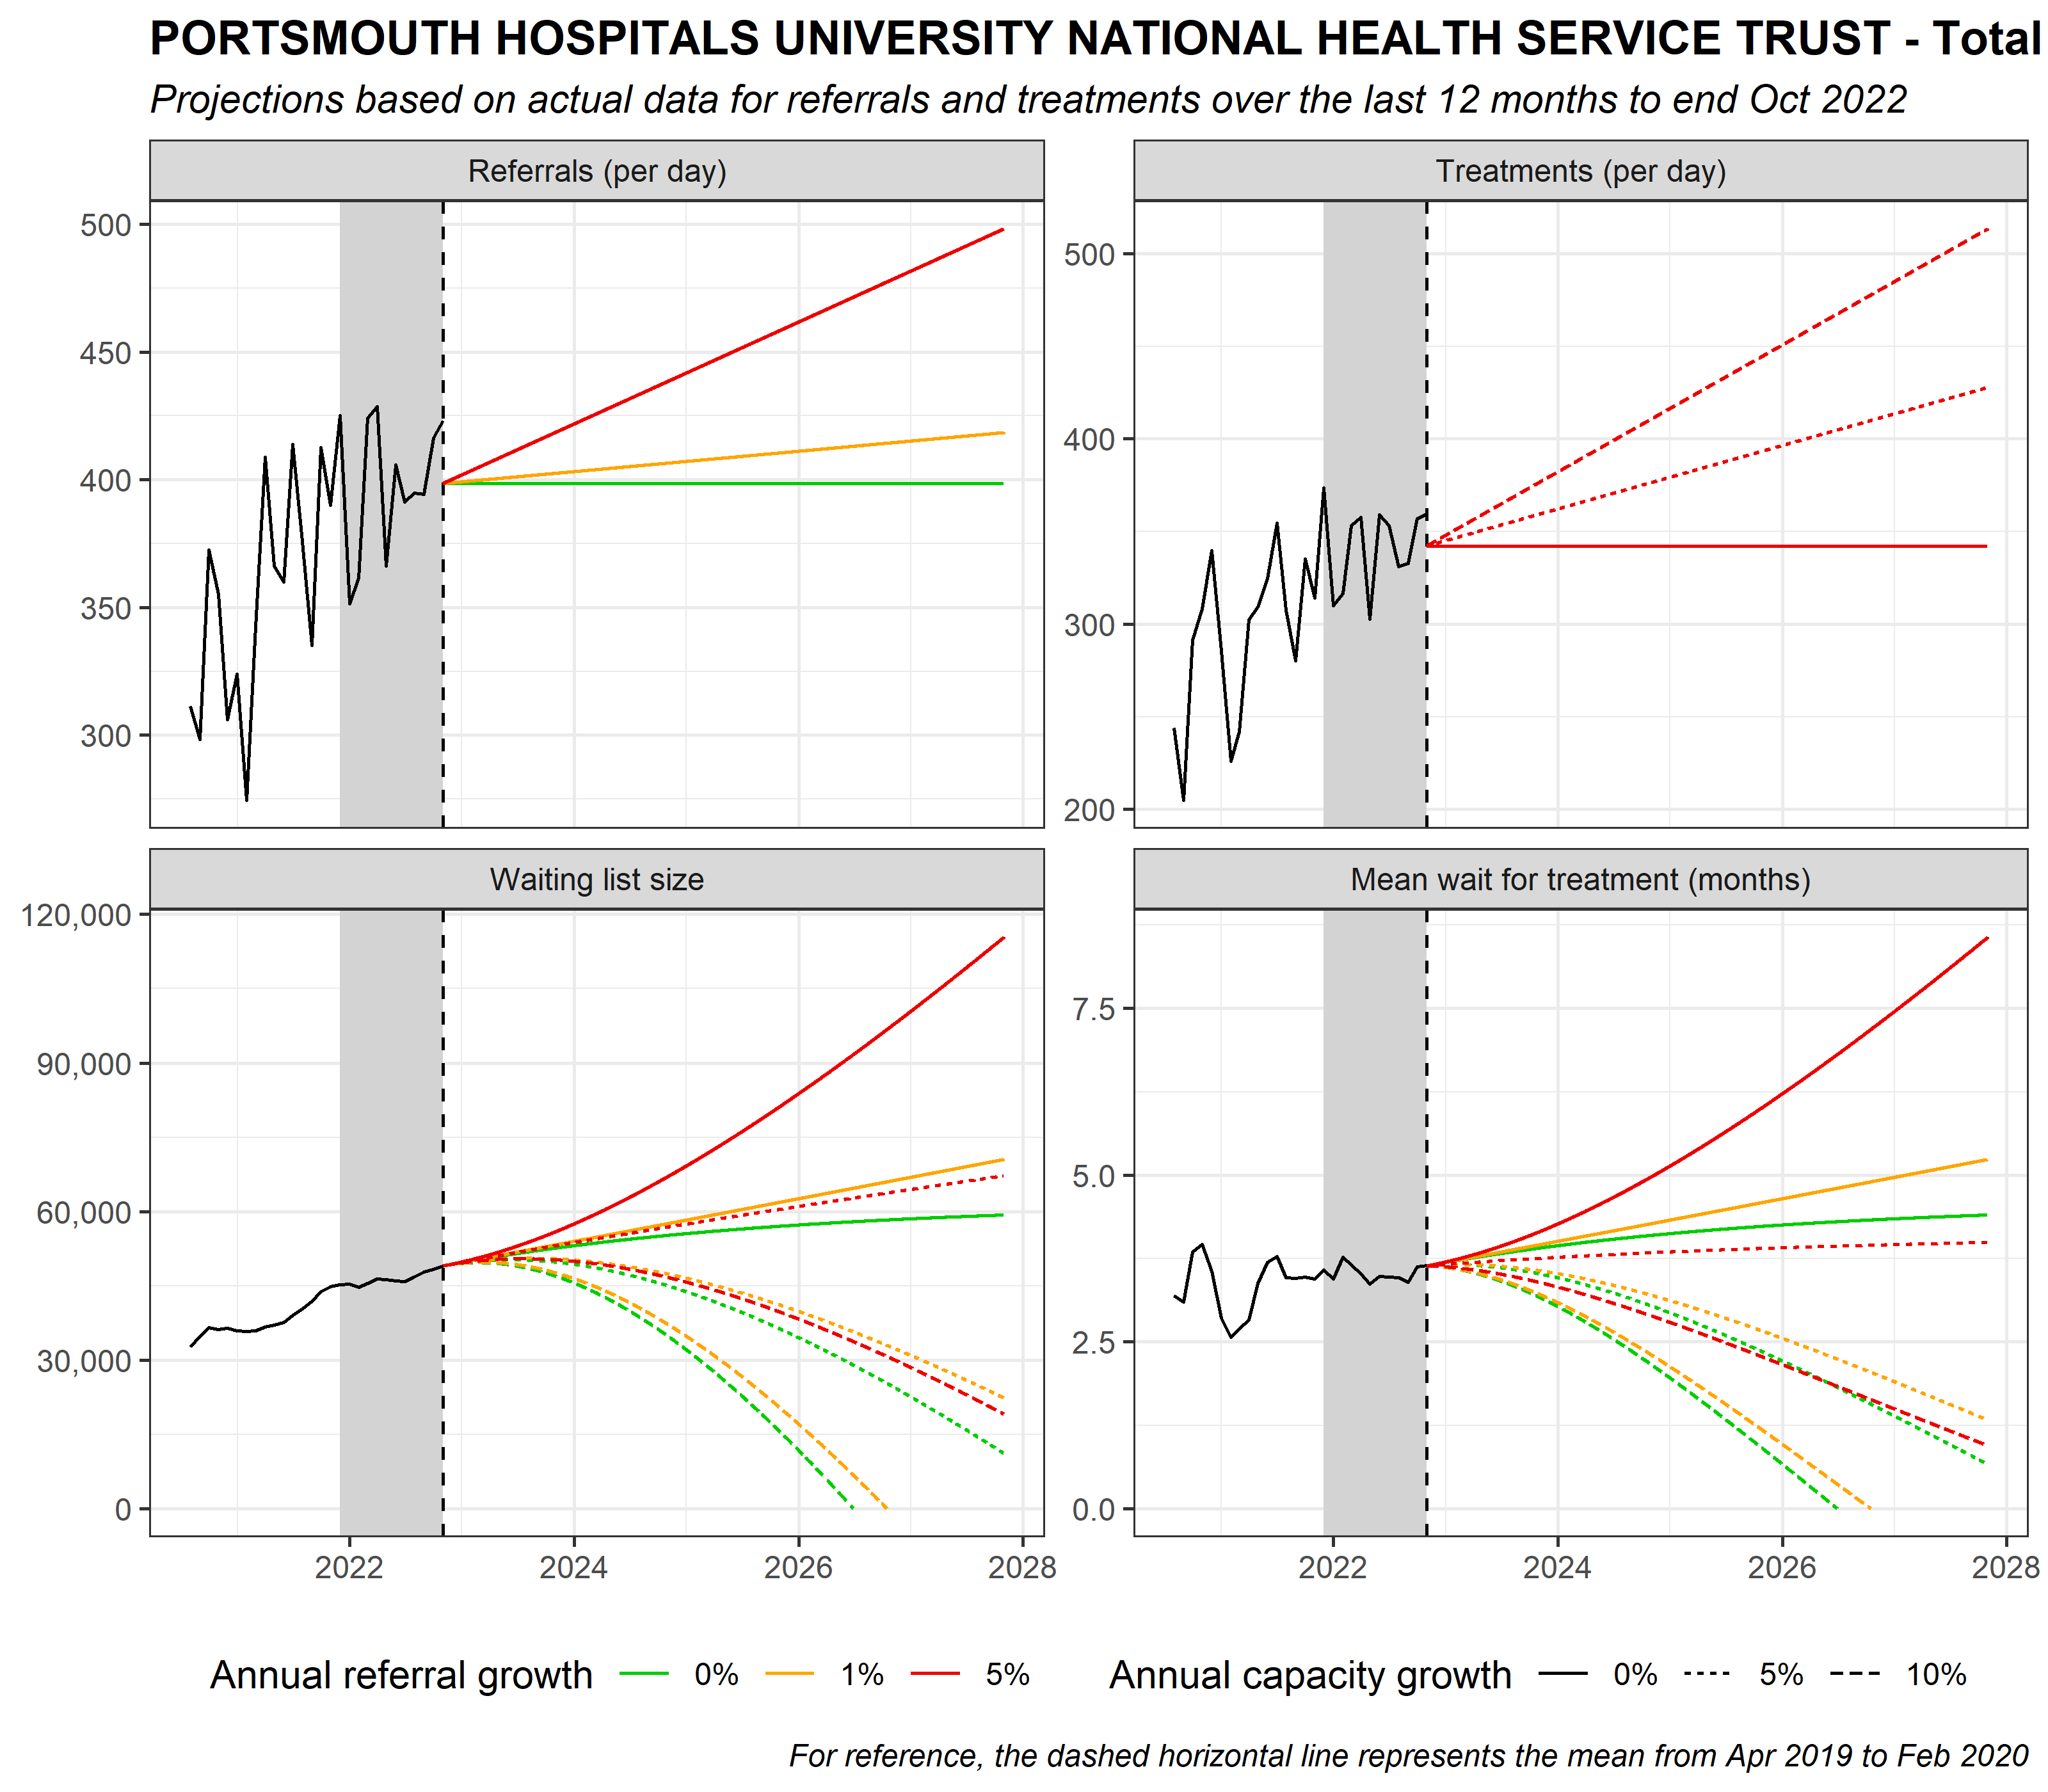 PORTSMOUTH HOSPITALS UNIVERSITY NATIONAL HEALTH SERVICE TRUST - Total
Projections based on actual data for referrals and treatments over the last 12 months to end Oct 2022
Referrals (per day)
500
450
400
350
300
Treatments (per day)
500
400
300
200
Waiting list size
120,000
90,000
60,000
30,000
0
2022 2024 2026 2028
Mean wait for treatment (months)
7.5
5.0
2.5
0.0
2022 2024 2026 2028
Annual referral growth 0% 1% 5%
Annual capacity growth 0% 5% 10%
For reference, the dashed horizontal line represents the mean from Apr 2019 to Feb 2020